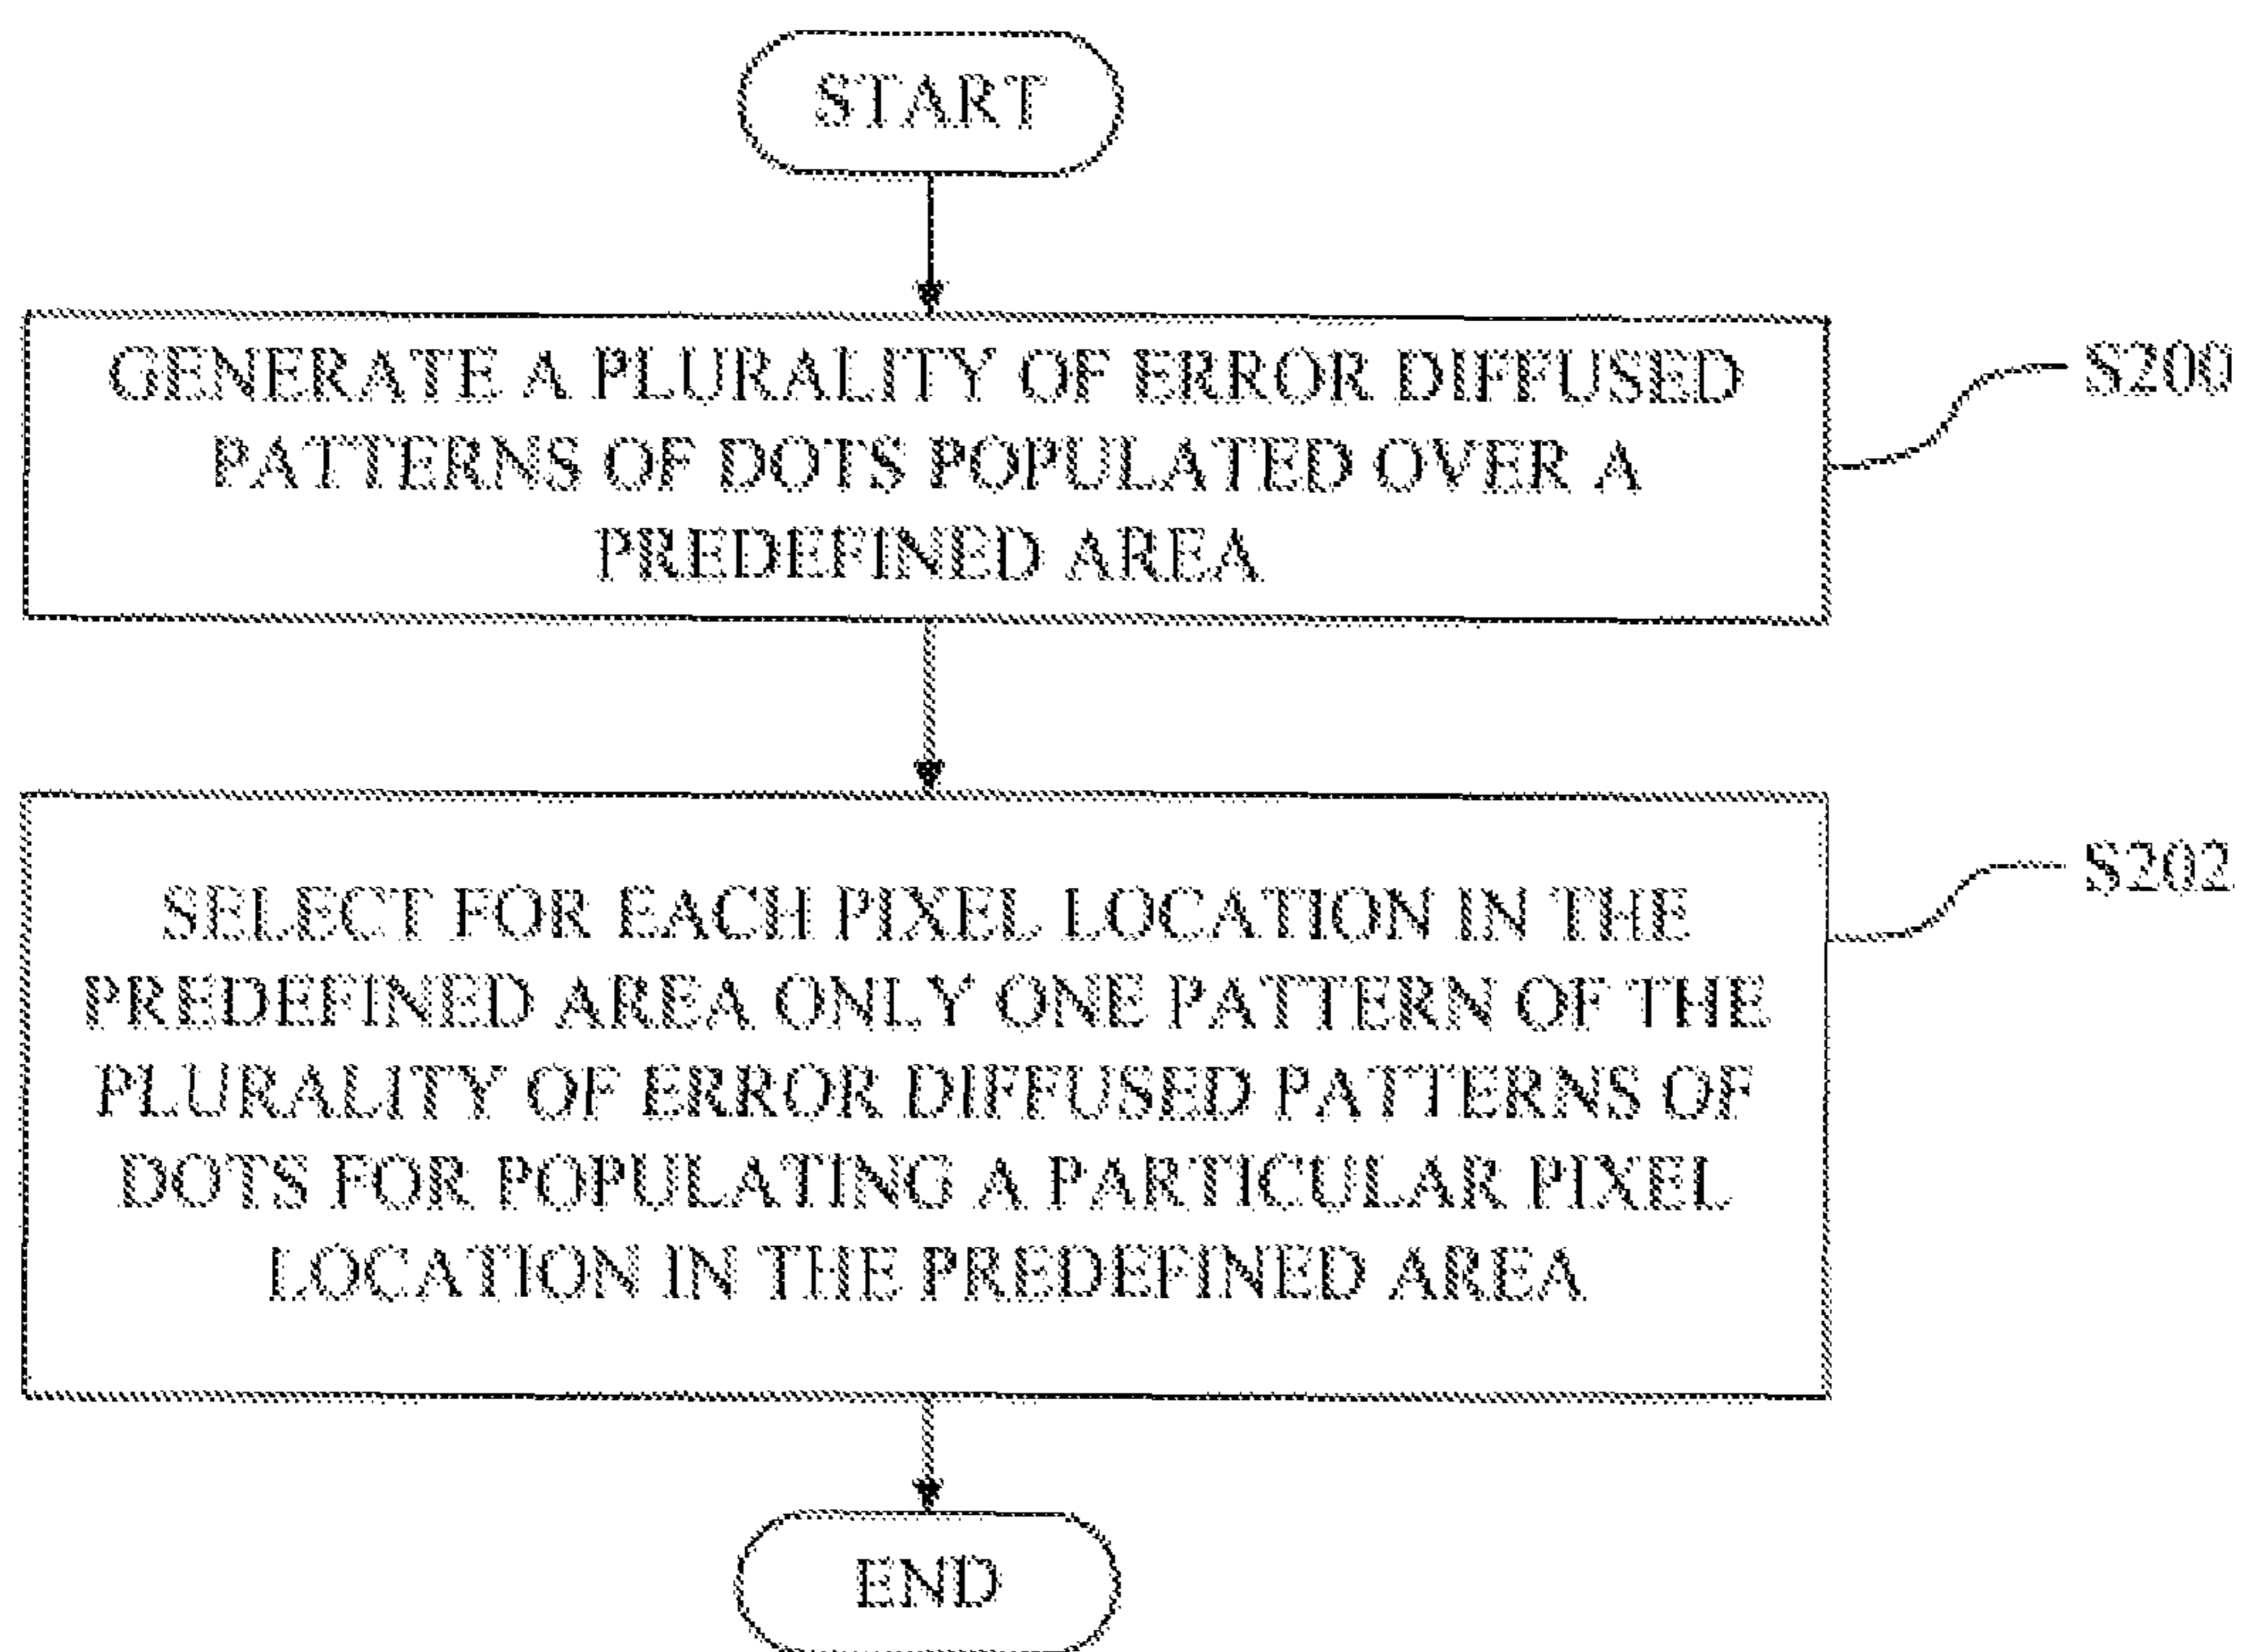 START
GENERATE A PLURALITY OF ERROR DIFFUSED
PATTERNS OF DOTS POPULATED OVER A
PREDEFINED AREA
S200
SELECT FOR EACH PIXEL LOCATION IN THE
PREDEFINED AREA ONLY ONE PATTERN OF THE
PLURALITY OF ERROR DIFFUSED PATTERNS OF
DOTS FOR POPULATING A PARTICULAR PIXEL
LOCATION IN THE PREDEFINED AREA
S202
END